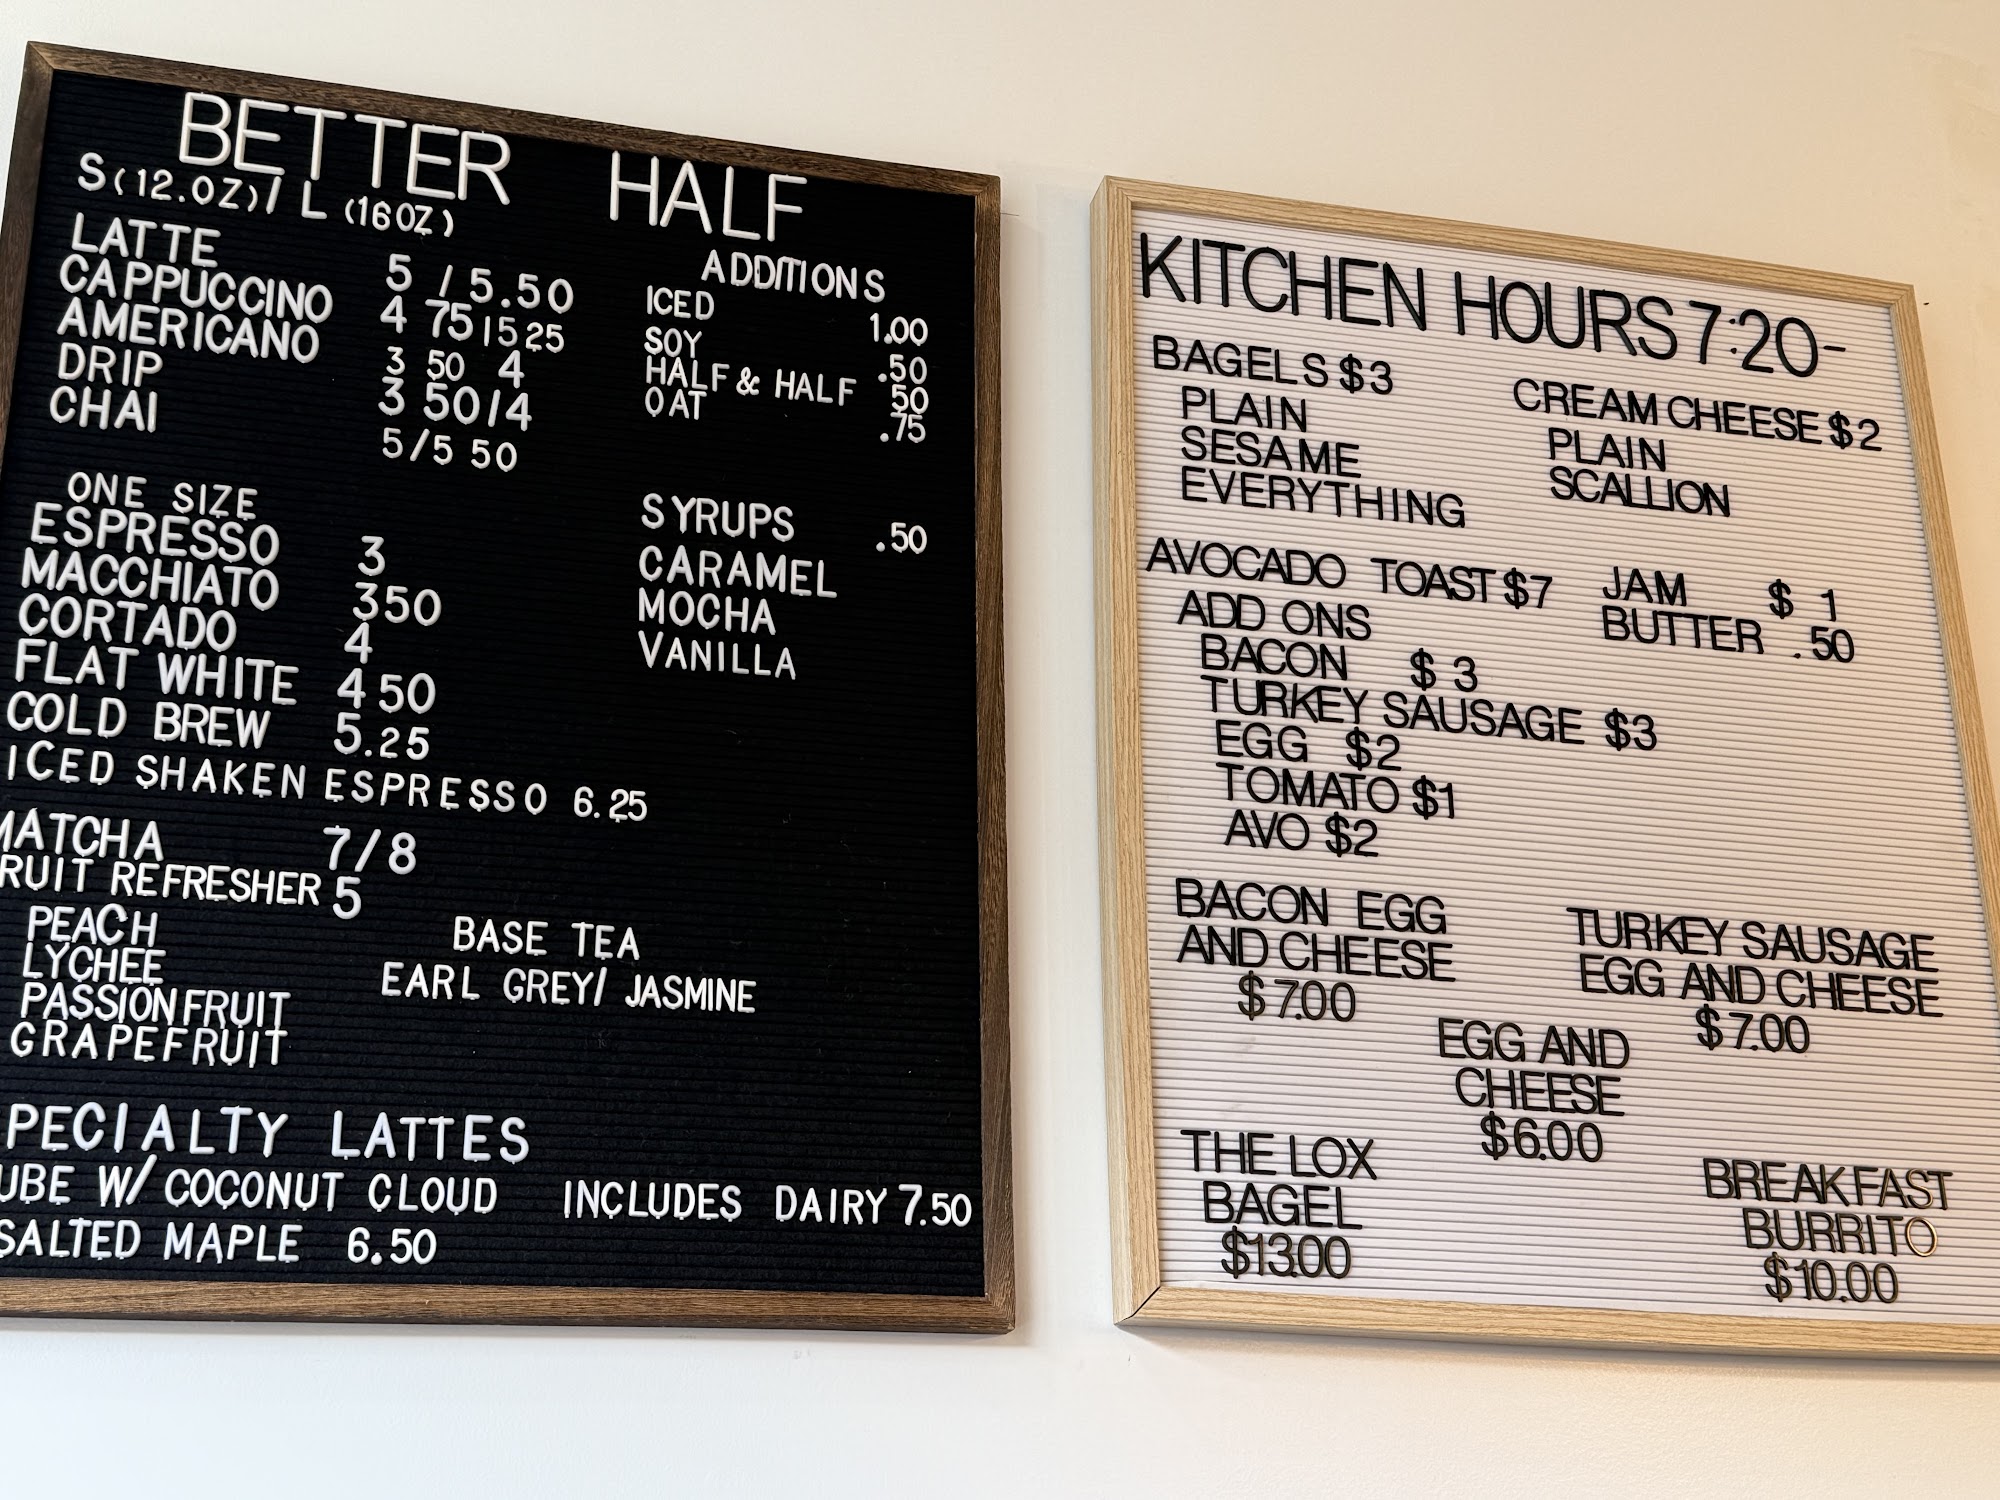 BETTER HALF
S(12.OZ)/ L (16OZ)
LATTE 5 / 5.50
CAPPUCCINO 4 75 15 25
AMERICANO 3 50 4
DRIP 3 50/4
CHAI 5/5 50
ADDITIONS
ICED 1.00
SOY .50
HALF & HALF 50
OAT .75
ONE SIZE
ESPRESSO 3
MACCHIATO 350
CORTADO 4
FLAT WHITE 4 50
COLD BREW 5.25
ICED SHAKEN ESPRESSO 6.25
SYRUPS .50
CARAMEL
MOCHA
VANILLA
MATCHA 7/8
RUIT REFRESHER 5
PEACH
LYCHEE
PASSIONFRUIT
GRAPEFRUIT
BASE TEA
EARL GREY/ JASMINE
PECIALTY LATTES
UBE W/ COCONUT CLOUD INCLUDES DAIRY 7.50
SALTED MAPLE 6.50
KITCHEN HOURS 7:20-
BAGELS $3
PLAIN
SESAME
EVERYTHING
CREAM CHEESE $2
PLAIN
SCALLION
AVOCADO TOAST $7
ADD ONS
BACON $ 3
TURKEY SAUSAGE $3
EGG $2
TOMATO $1
AVO $2
JAM $ 1
BUTTER .50
BACON EGG
AND CHEESE
$7.00
TURKEY SAUSAGE
EGG AND CHEESE
$7.00
EGG AND
CHEESE
$6.00
THE LOX
BAGEL
$13.00
BREAKFAST
BURRITO
$10.00